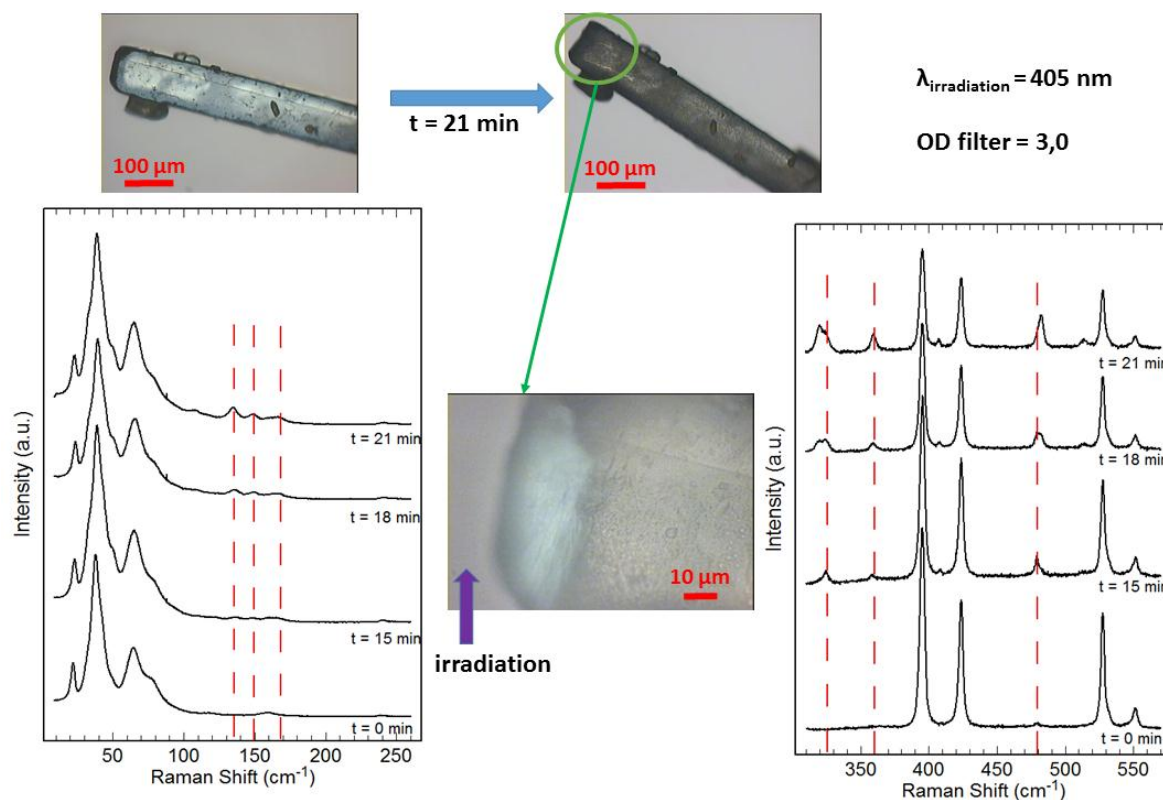 λirradiation = 405 nm
OD filter = 3,0
t = 21 min
100 µm
100 µm
Intensity (a.u.)
t = 21 min
t = 18 min
t = 15 min
t = 0 min
50 100 150 200 250
Raman Shift (cm-1)
10 µm
irradiation
Intensity (a.u.)
t = 21 min
t = 18 min
t = 15 min
t = 0 min
350 400 450 500 550
Raman Shift (cm-1)